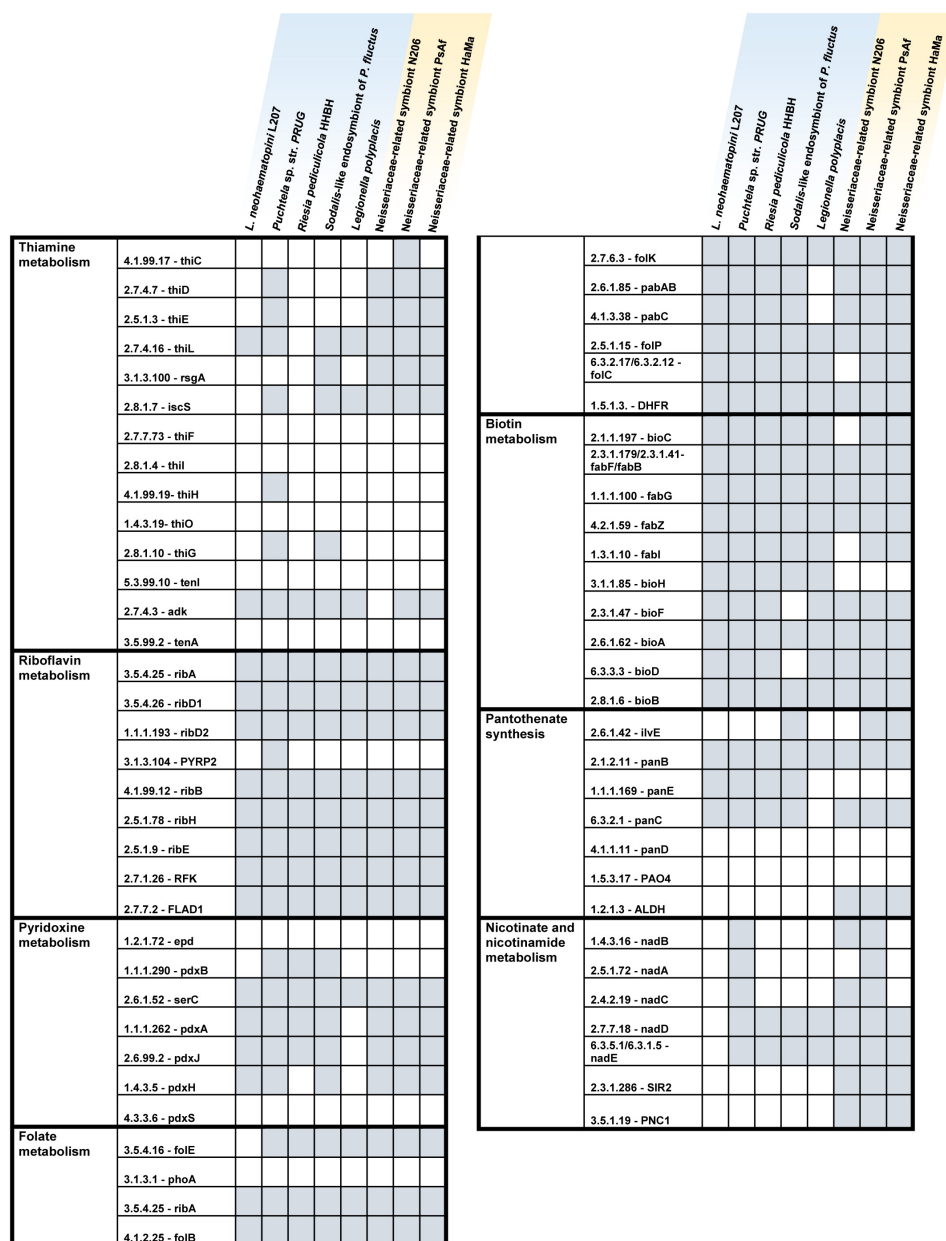 L. neohaematopini L207
Puchtela sp. str. PRUG
Riesia pediculicola HHBH
Sodalis-like endosymbiont of P. fluctus
Legionella polyplacis
Neisseriaceae-related symbiont N206
Neisseriaceae-related symbiont PsAf
Neisseriaceae-related symbiont HaMa
Thiamine
metabolism
4.1.99.17 - thiC
2.7.4.7 - thiD
2.5.1.3 - thiE
2.7.4.16 - thiL
3.1.3.100 - rsgA
2.8.1.7 - iscS
2.7.7.73 - thiF
2.8.1.4 - thiI
4.1.99.19- thiH
1.4.3.19- thiO
2.8.1.10 - thiG
5.3.99.10 - tenI
2.7.4.3 - adk
3.5.99.2 - tenA
Riboflavin
metabolism
3.5.4.25 - ribA
3.5.4.26 - ribD1
1.1.1.193 - ribD2
3.1.3.104 - PYRP2
4.1.99.12 - ribB
2.5.1.78 - ribH
2.5.1.9 - ribE
2.7.1.26 - RFK
2.7.7.2 - FLAD1
Pyridoxine
metabolism
1.2.1.72 - epd
1.1.1.290 - pdxB
2.6.1.52 - serC
1.1.1.262 - pdxA
2.6.99.2 - pdxJ
1.4.3.5 - pdxH
4.3.3.6 - pdxS
Folate
metabolism
3.5.4.16 - folE
3.1.3.1 - phoA
3.5.4.25 - ribA
4.1.2.25 - folB
L. neohaematopini L207
Puchtela sp. str. PRUG
Riesia pediculicola HHBH
Sodalis-like endosymbiont of P. fluctus
Legionella polyplacis
Neisseriaceae-related symbiont N206
Neisseriaceae-related symbiont PsAf
Neisseriaceae-related symbiont HaMa
2.7.6.3 - folK
2.6.1.85 - pabAB
4.1.3.38 - pabC
2.5.1.15 - folP
6.3.2.17/6.3.2.12 -
folC
1.5.1.3. - DHFR
Biotin
metabolism
2.1.1.197 - bioC
2.3.1.179/2.3.1.41-
fabF/fabB
1.1.1.100 - fabG
4.2.1.59 - fabZ
1.3.1.10 - fabI
3.1.1.85 - bioH
2.3.1.47 - bioF
2.6.1.62 - bioA
6.3.3.3 - bioD
2.8.1.6 - bioB
Pantothenate
synthesis
2.6.1.42 - ilvE
2.1.2.11 - panB
1.1.1.169 - panE
6.3.2.1 - panC
4.1.1.11 - panD
1.5.3.17 - PAO4
1.2.1.3 - ALDH
Nicotinate and
nicotinamide
metabolism
1.4.3.16 - nadB
2.5.1.72 - nadA
2.4.2.19 - nadC
2.7.7.18 - nadD
6.3.5.1/6.3.1.5 -
nadE
2.3.1.286 - SIR2
3.5.1.19 - PNC1